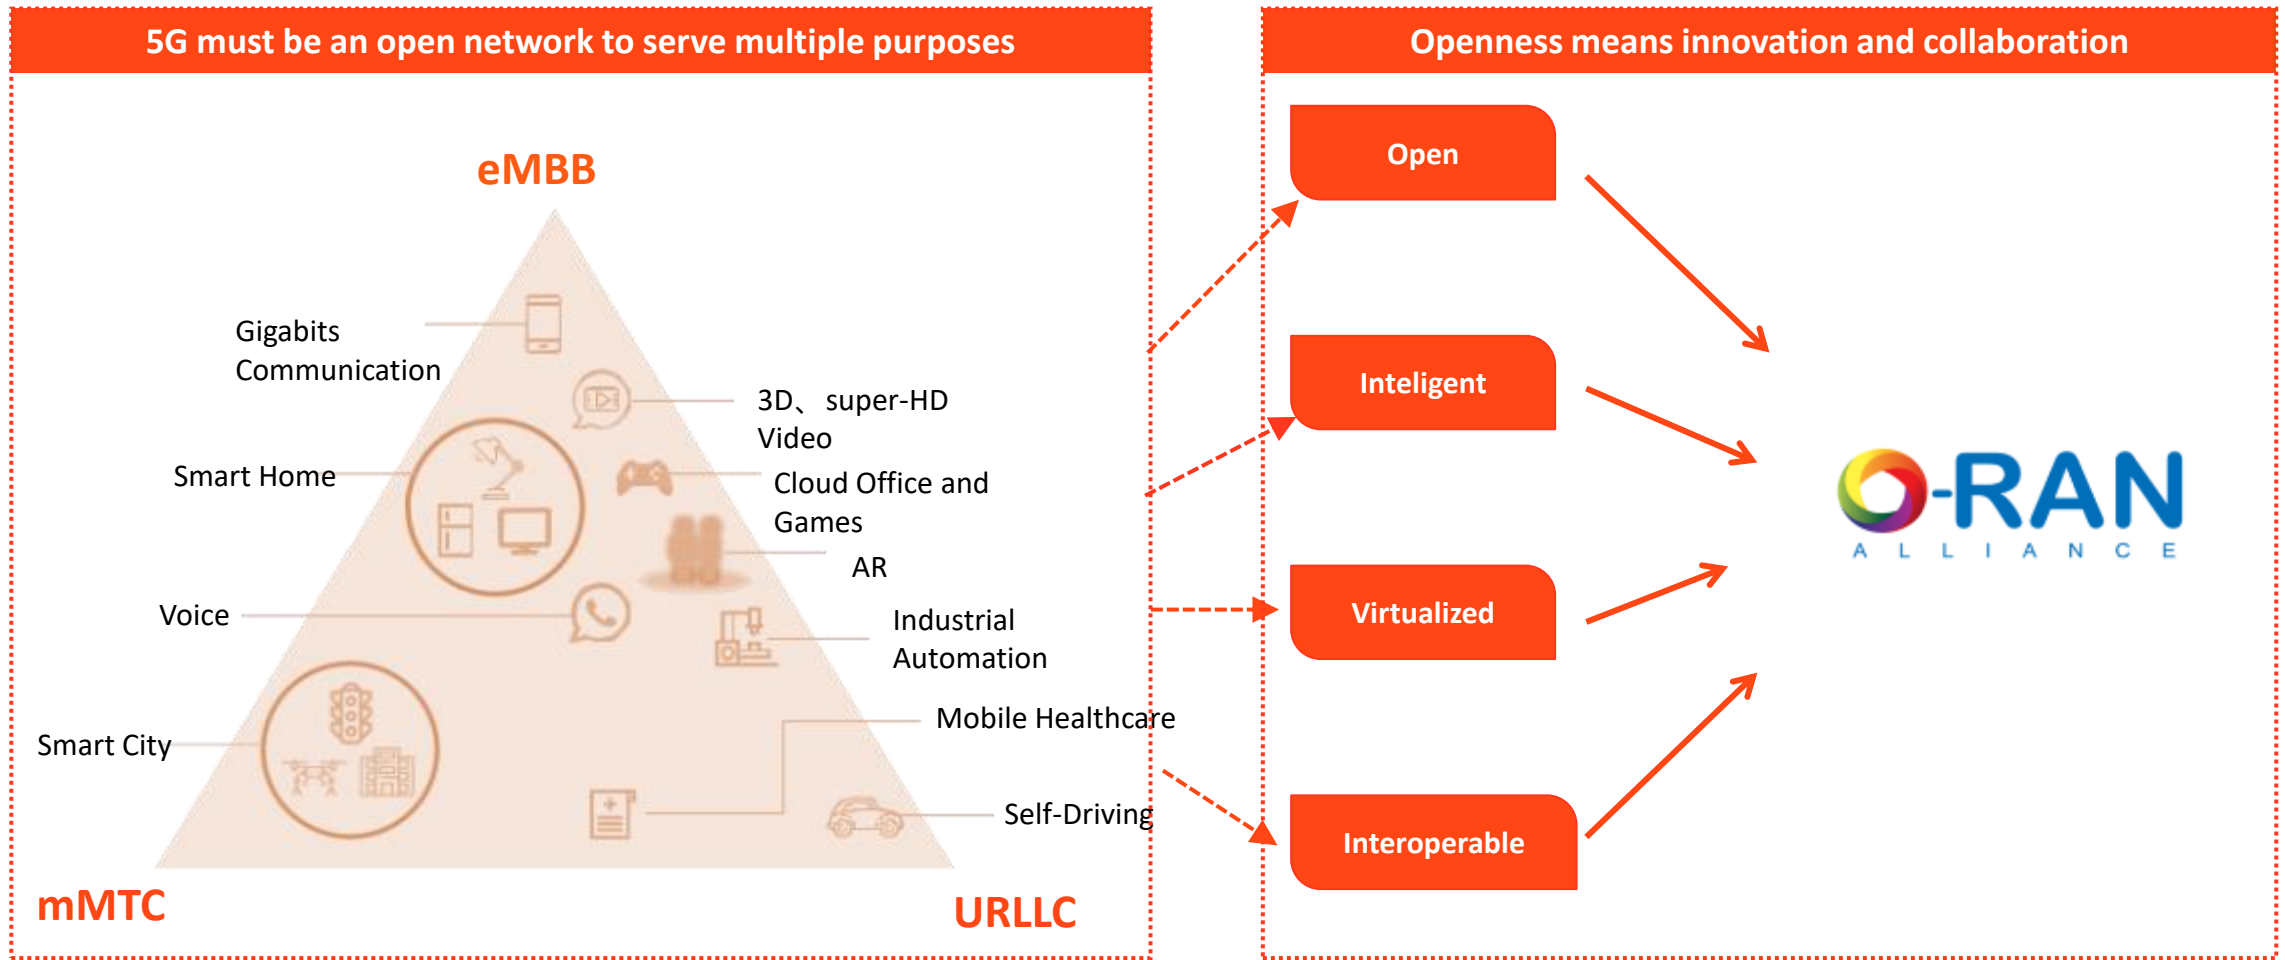 5G must be an open network to serve multiple purposes
eMBB
Gigabits
Communication
3D、super-HD
Video
Smart Home
Cloud Office and
Games
AR
Voice
Industrial
Automation
Mobile Healthcare
Smart City
Self-Driving
mMTC
URLLC
Openness means innovation and collaboration
Open
Inteligent
Virtualized
Interoperable
O-RAN
ALLIANCE